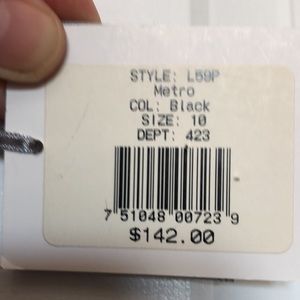 STYLE: L59P
Metro
COL: Black
SIZE: 10
DEPT: 423
7 51048 00723 9
$142.00